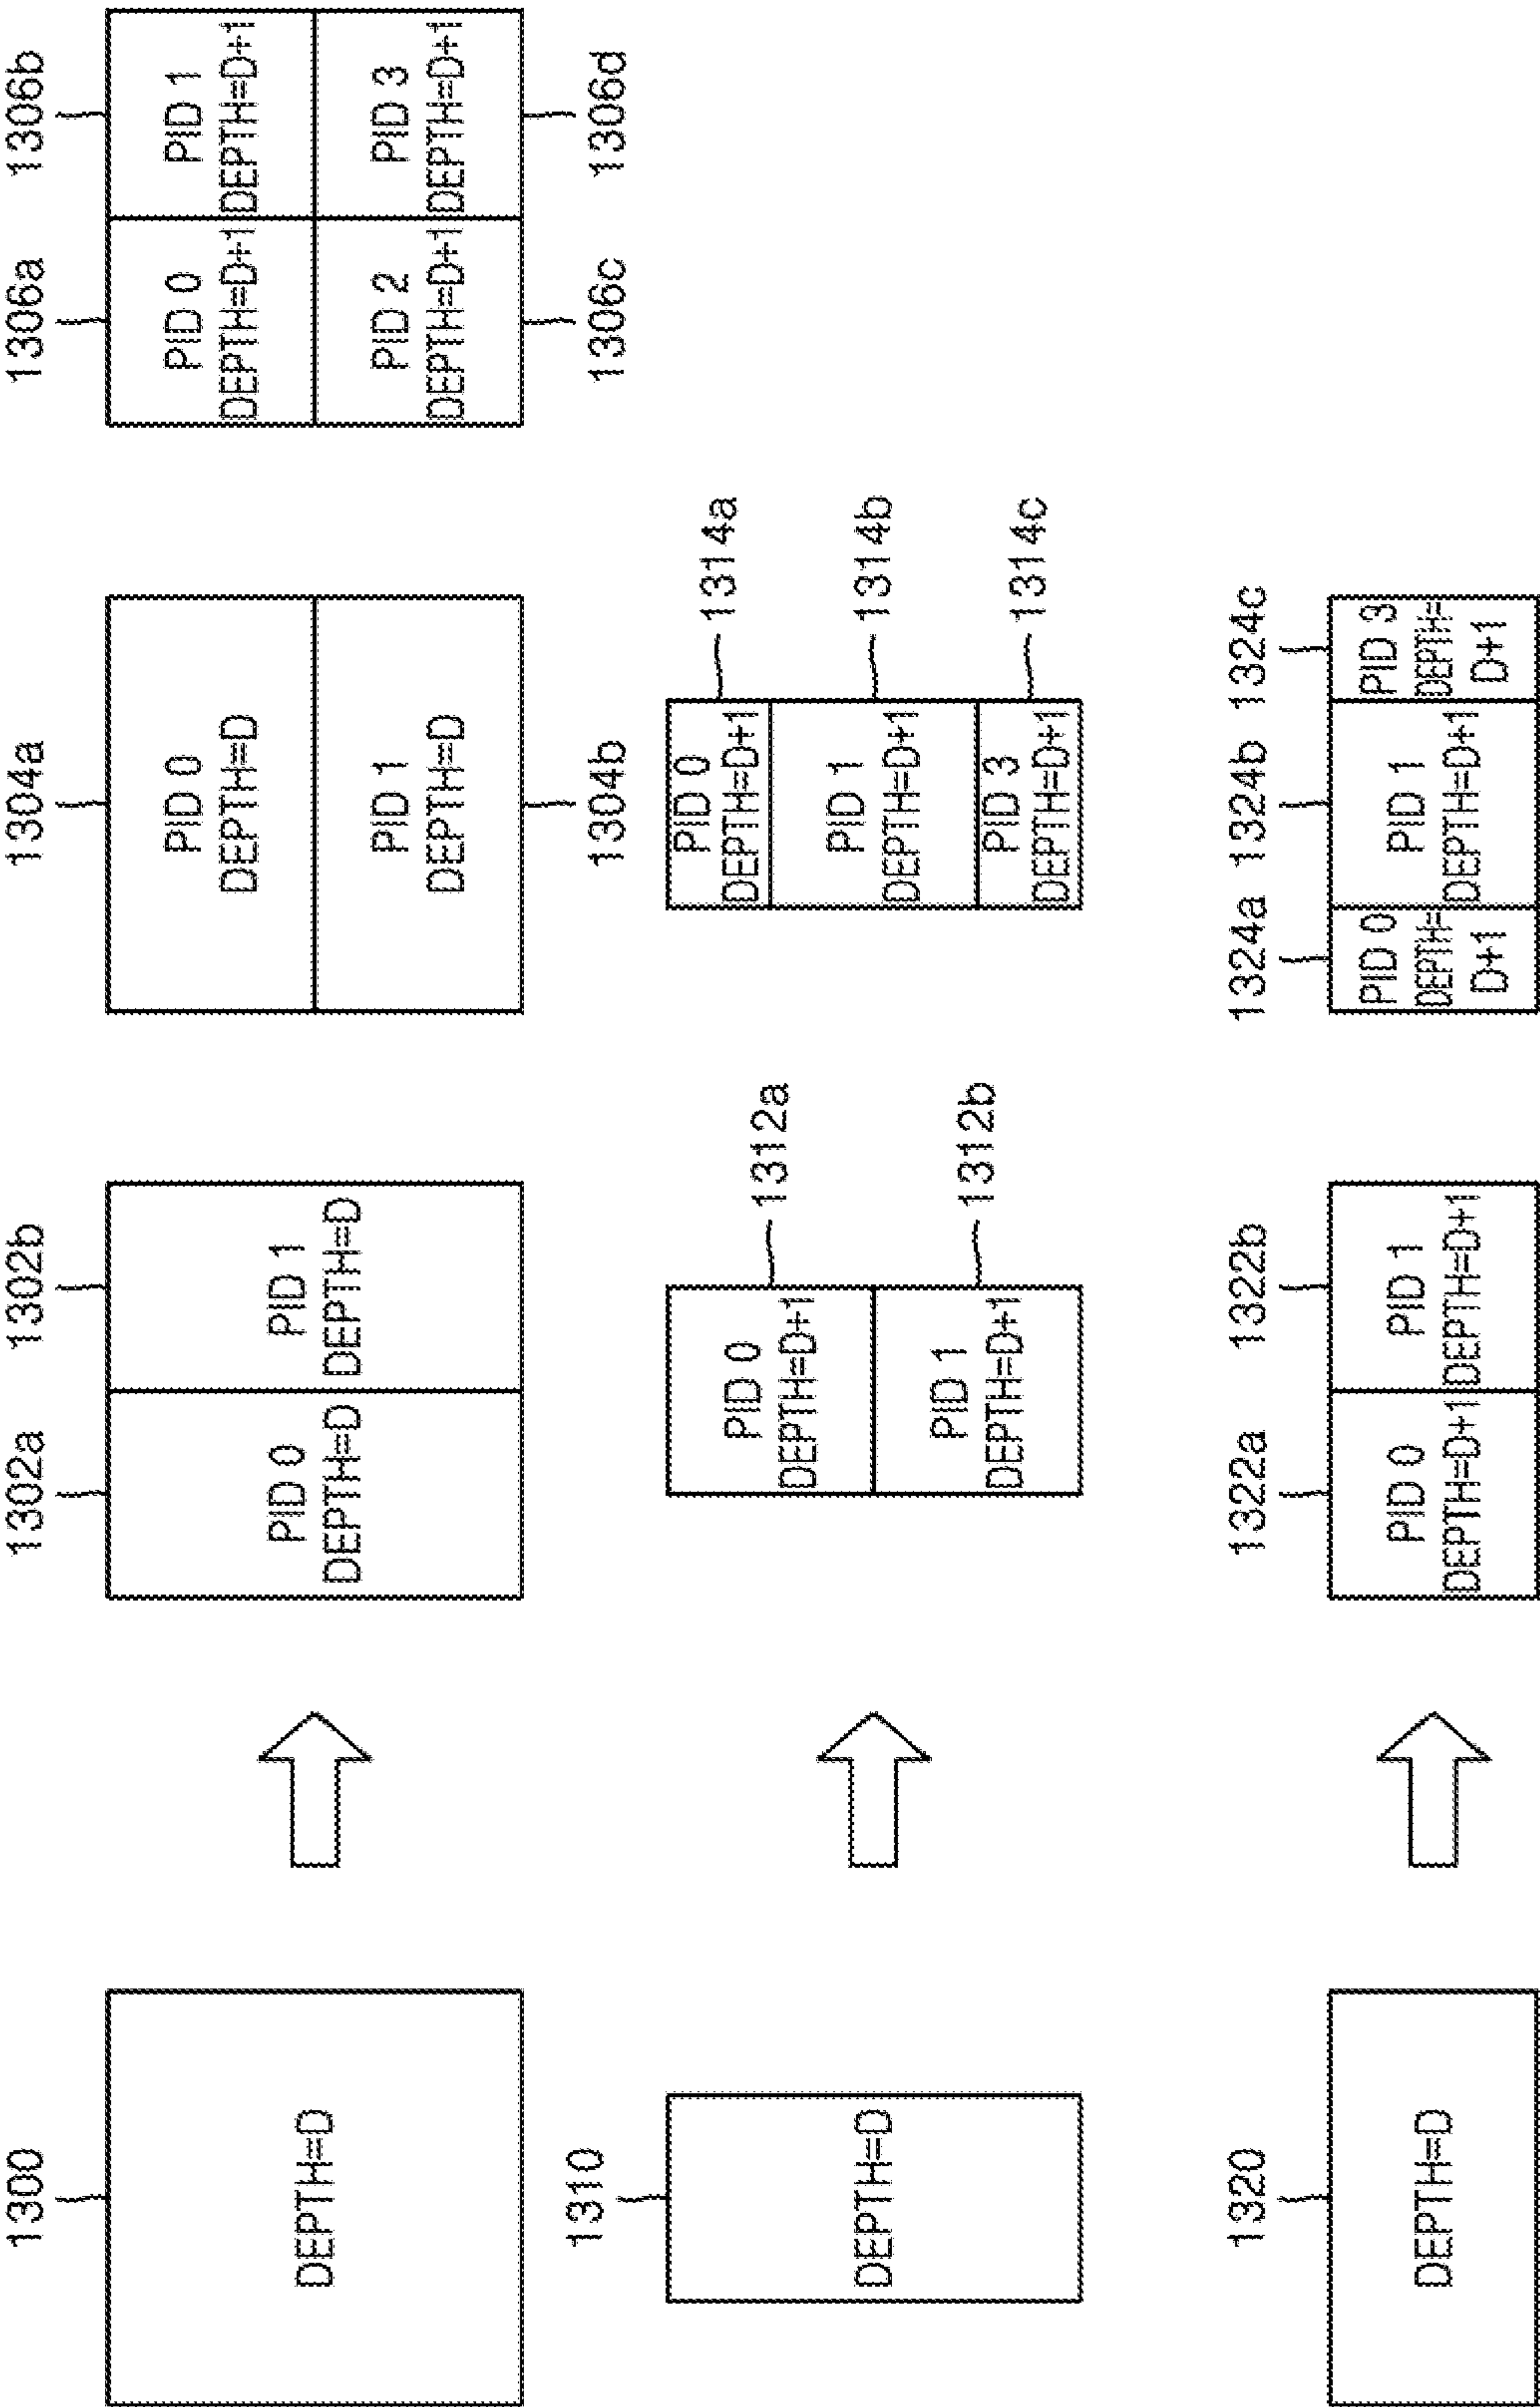 1300
DEPTH=D
1302a
1302b
PID 0
DEPTH=D
PID 1
DEPTH=D
1304a
PID 0
DEPTH=D
PID 1
DEPTH=D
1304b
1306a
1306b
PID 0
DEPTH=D+1
PID 1
DEPTH=D+1
PID 2
DEPTH=D+1
PID 3
DEPTH=D+1
1306c
1306d
1310
DEPTH=D
PID 0
DEPTH=D+1
1312a
PID 1
DEPTH=D+1
1312b
PID 0
DEPTH=D+1
1314a
PID 1
DEPTH=D+1
1314b
PID 3
DEPTH=D+1
1314c
1320
DEPTH=D
1322a
1322b
PID 0
DEPTH=D+1
PID 1
DEPTH=D+1
1324a
1324b
1324c
PID 0
DEPTH=
D+1
PID 1
DEPTH=D+1
PID 3
DEPTH=
D+1